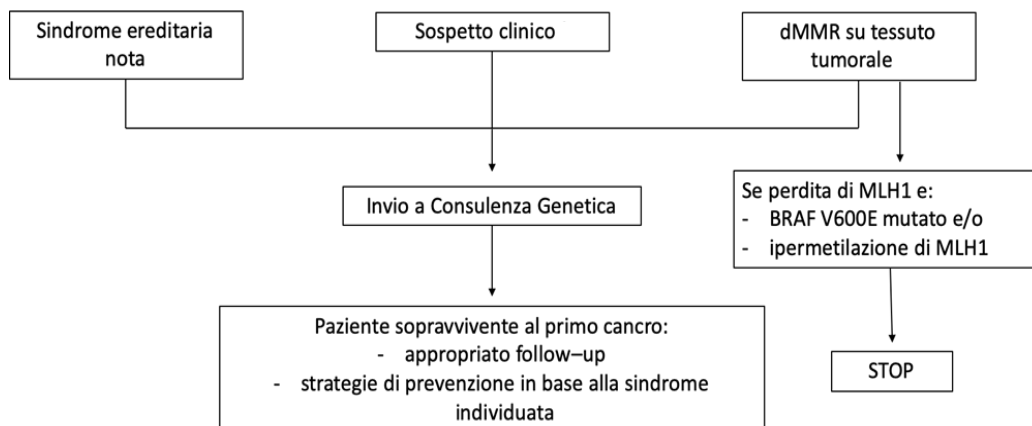 Sindrome ereditaria
nota
Sospetto clinico
dMMR su tessuto
tumorale
Invio a Consulenza Genetica
Se perdita di MLH1 e:
- BRAF V600E mutato e/o
- ipermetilazione di MLH1
Paziente sopravvivente al primo cancro:
- appropriato follow–up
- strategie di prevenzione in base alla sindrome
individuata
STOP